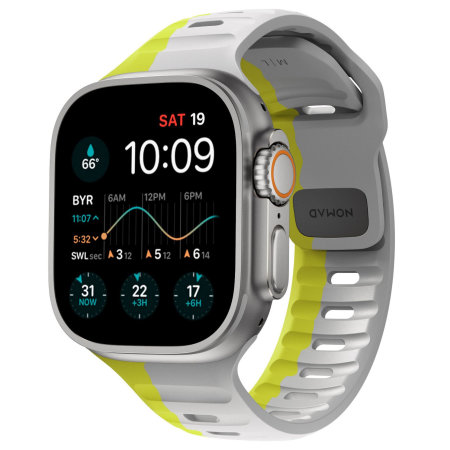 SAT 19
66°
10:09
BYR
6AM 12PM 6PM
11:07
5:32
SWL sec 3 12 5 12 6 14
31 22 17
NOW +3H +6H
M/L
NOMAD